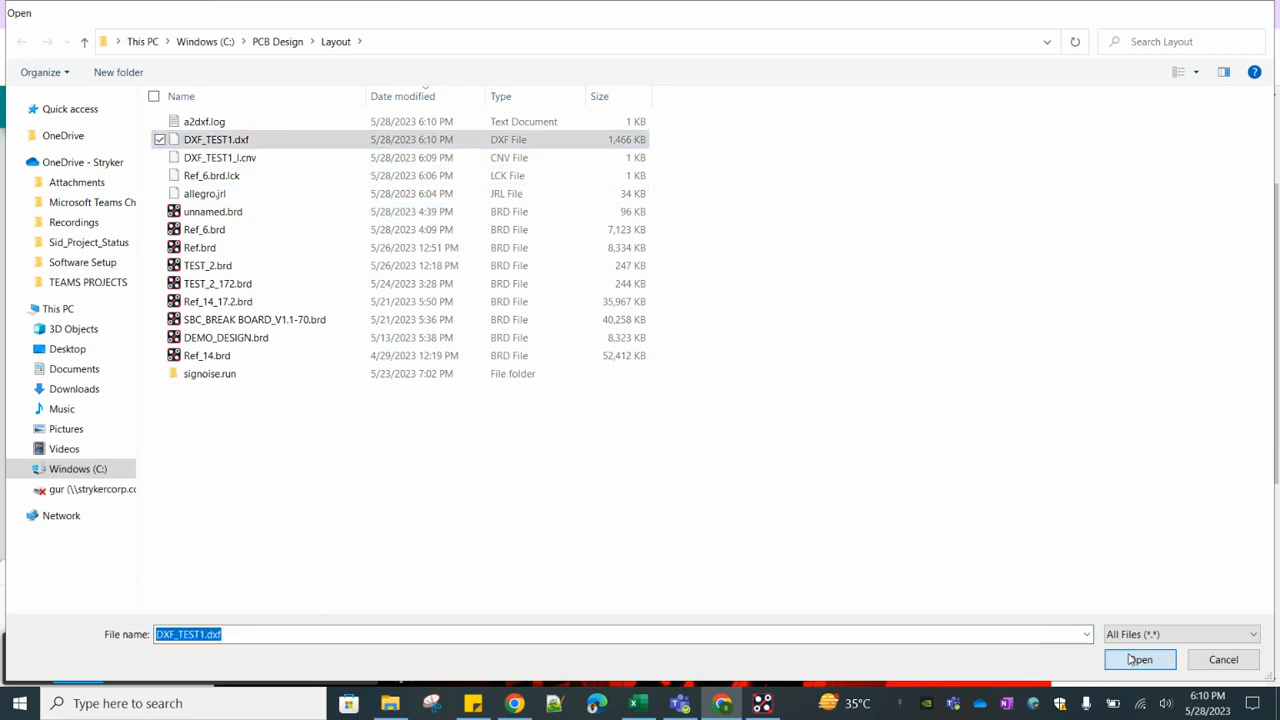 Open
This PC Windows (C:) PCB Design Layout
Search Layout
Organize New folder
Name Date modified Type Size
a2dxf.log 5/28/2023 6:10 PM Text Document 1 KB
DXF_TEST1.dxf 5/28/2023 6:10 PM DXF File 1,466 KB
DXF_TEST1_l.cnv 5/28/2023 6:09 PM CNV File 1 KB
Ref_6.brd.lck 5/28/2023 6:06 PM LCK File 1 KB
allegro.jrl 5/28/2023 6:04 PM JRL File 34 KB
unnamed.brd 5/28/2023 4:39 PM BRD File 96 KB
Ref_6.brd 5/28/2023 4:09 PM BRD File 7,123 KB
Ref.brd 5/26/2023 12:51 PM BRD File 8,334 KB
TEST_2.brd 5/26/2023 12:18 PM BRD File 247 KB
TEST_2_172.brd 5/24/2023 3:28 PM BRD File 244 KB
Ref_14_17.2.brd 5/21/2023 5:50 PM BRD File 35,967 KB
SBC_BREAK BOARD_V1.1-70.brd 5/21/2023 5:36 PM BRD File 40,258 KB
DEMO_DESIGN.brd 5/13/2023 5:38 PM BRD File 8,323 KB
Ref_14.brd 4/29/2023 12:19 PM BRD File 52,412 KB
signoise.run 5/23/2023 7:02 PM File folder
Quick access
OneDrive
OneDrive - Stryker
Attachments
Microsoft Teams Ch
Recordings
Sid_Project_Status
Software Setup
TEAMS PROJECTS
This PC
3D Objects
Desktop
Documents
Downloads
Music
Pictures
Videos
Windows (C:)
gur (\\strykercorp.cc
Network
File name: DXF_TEST1.dxf All Files (*.*)
Open Cancel
Type here to search
35°C
6:10 PM
5/28/2023